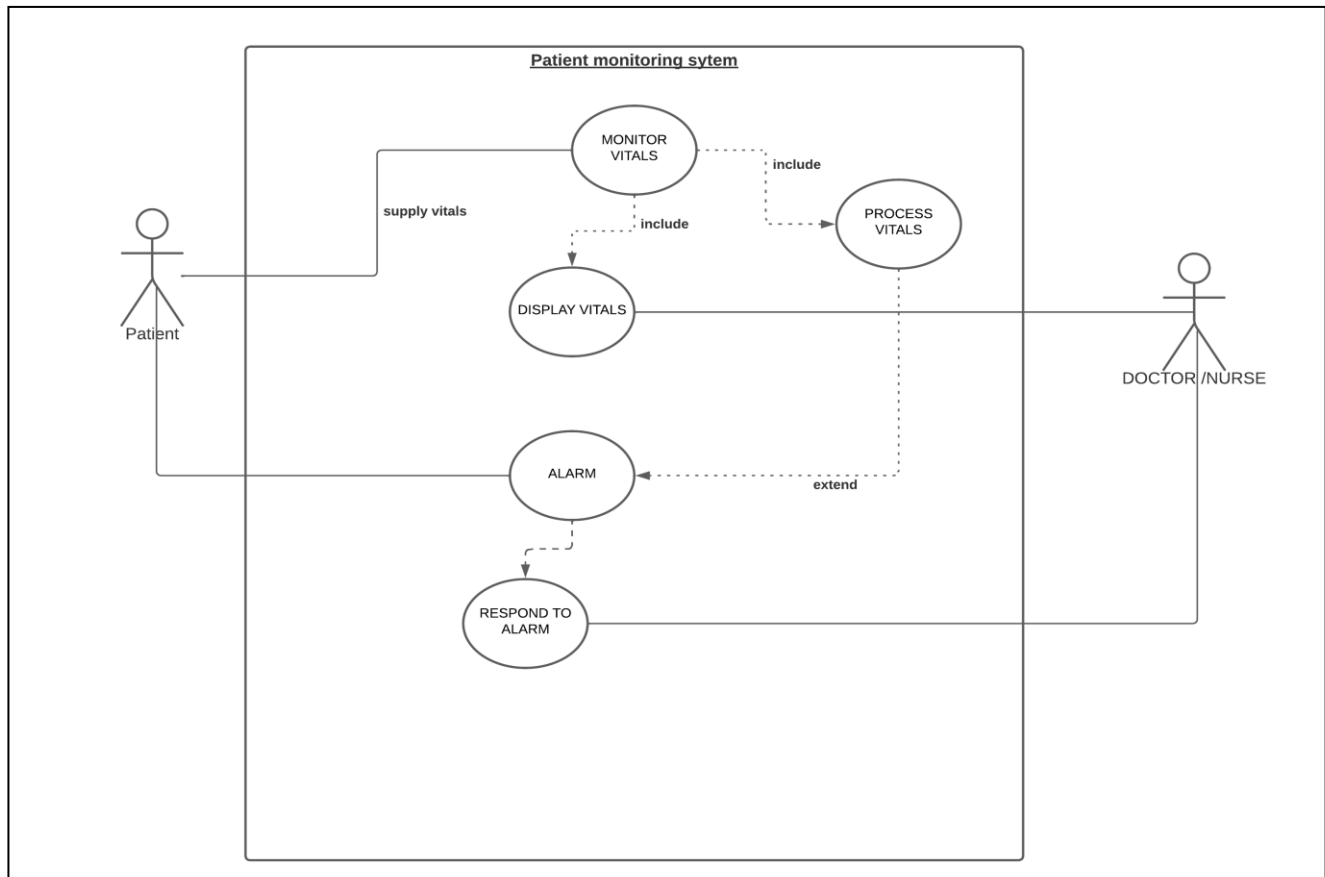 Patient monitoring sytem
MONITOR
VITALS
include
PROCESS
VITALS
supply vitals
include
DISPLAY VITALS
Patient
DOCTOR /NURSE
ALARM
extend
RESPOND TO
ALARM